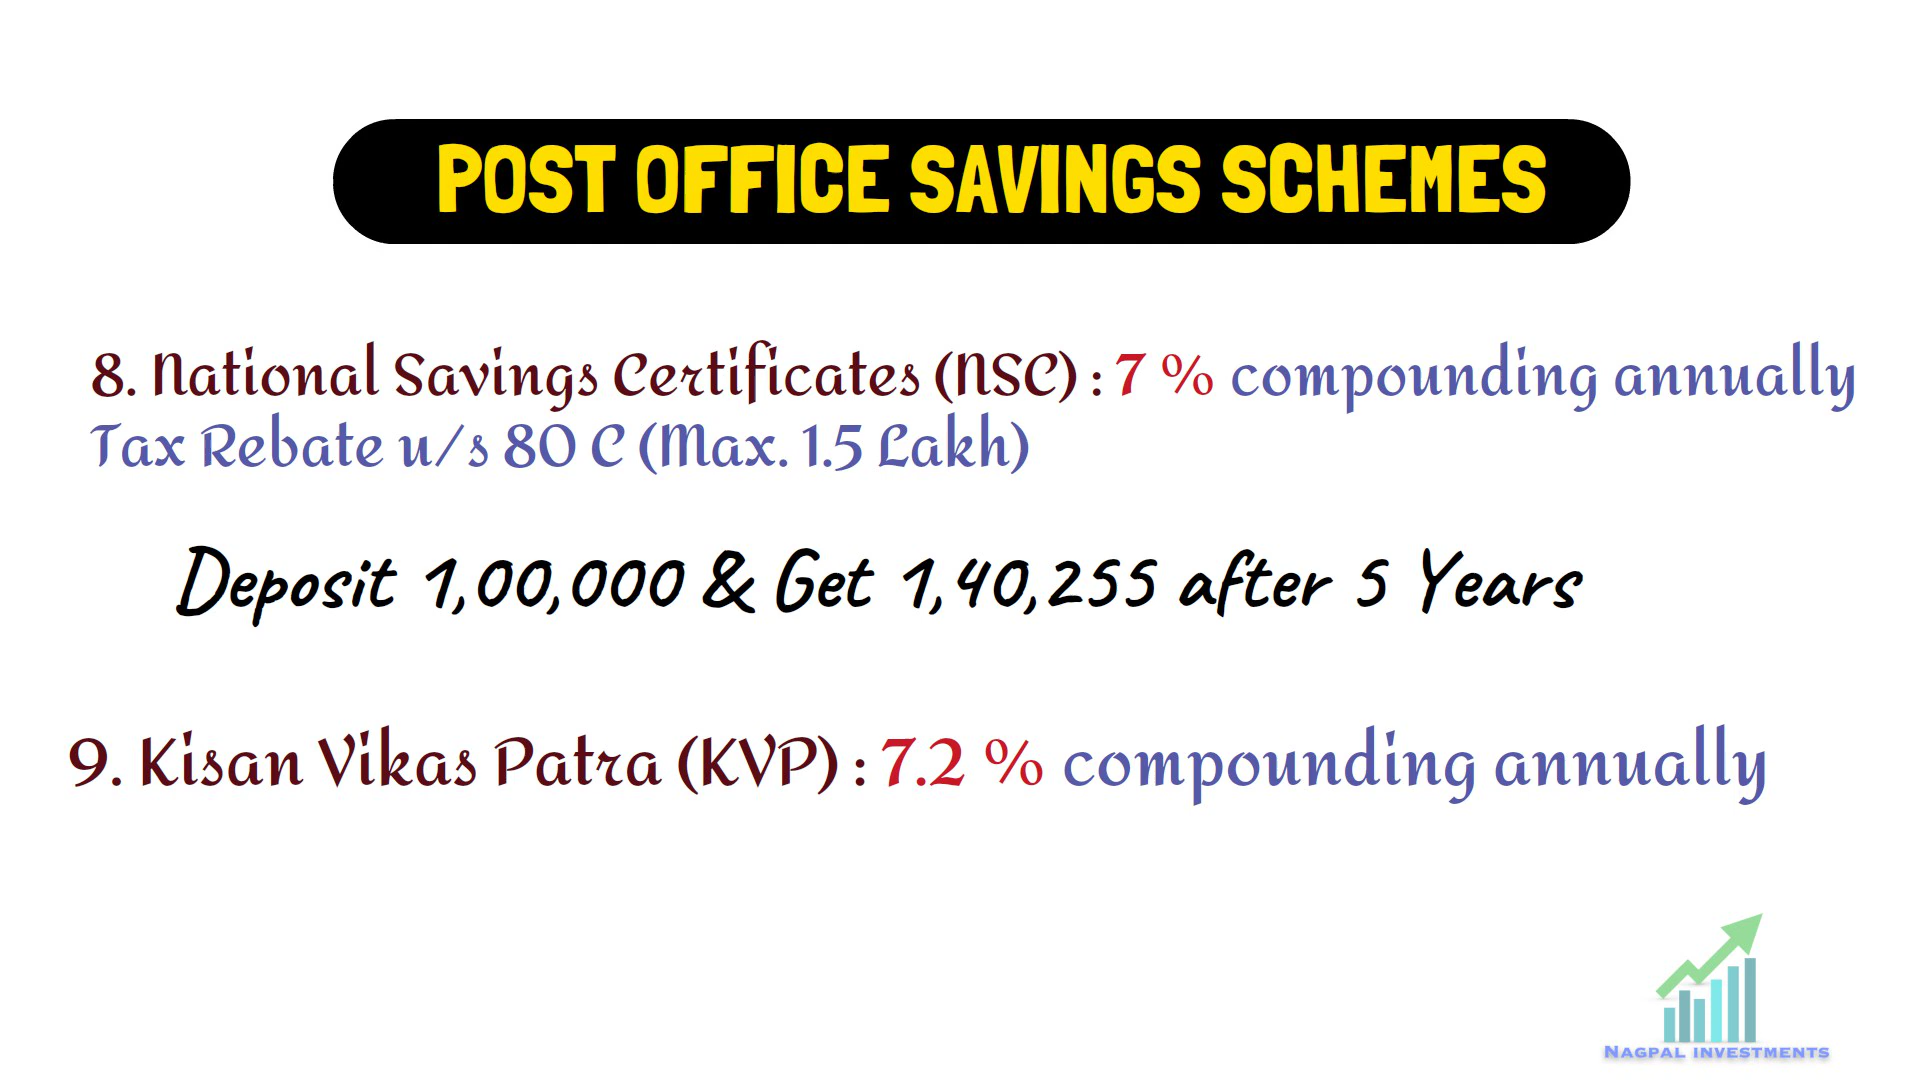 POST OFFICE SAVINGS SCHEMES
8. National Savings Certificates (NSC) : 7 % compounding annually
Tax Rebate u/s 80 C (Max. 1.5 Lakh)
Deposit 1,00,000 & Get 1,40,255 after 5 Years
9. Kisan Vikas Patra (KVP) : 7.2 % compounding annually
NAGPAL INVESTMENTS